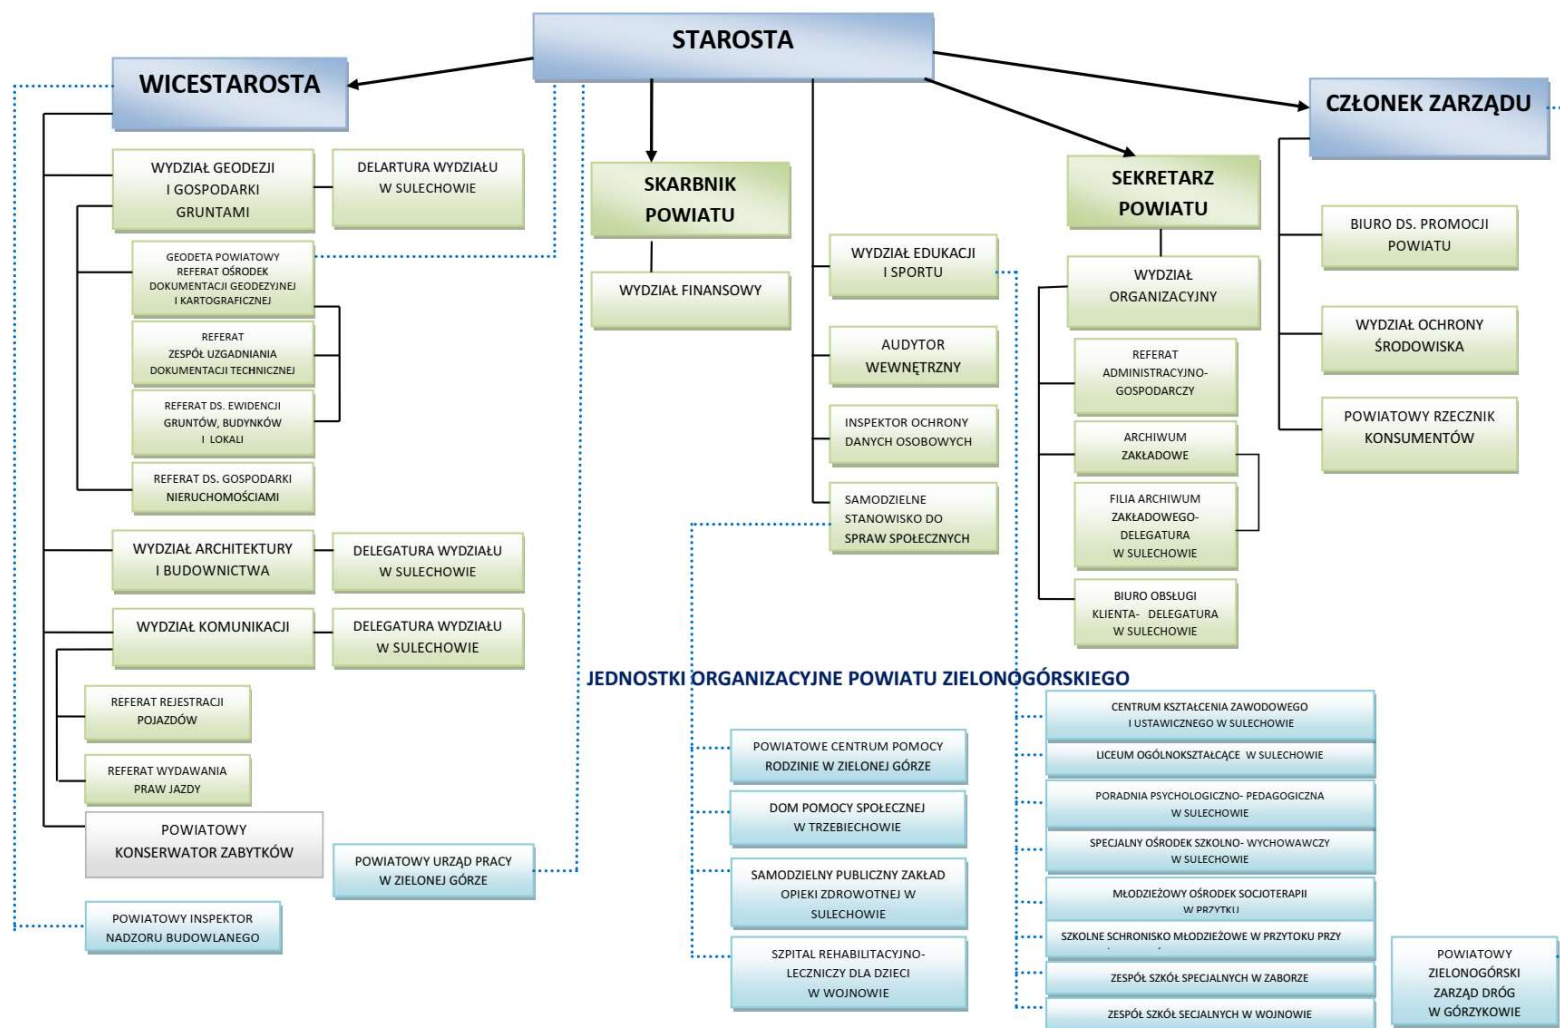 STAROSTA
WICESTAROSTA
CZŁONEK ZARZĄDU
WYDZIAŁ GEODEZJI
I GOSPODARKI
GRUNTAMI
DELARTURA WYDZIAŁU
W SULECHOWIE
GEODETA POWIATOWY
REFERAT OŚRODEK
DOKUMENTACJI GEODEZYJNEJ
I KARTOGRAFICZNEJ
REFERAT
ZESPÓŁ UZGADNIANIA
DOKUMENTACJI TECHNICZNEJ
REFERAT DS. EWIDENCJI
GRUNTÓW, BUDYNKÓW
I LOKALI
REFERAT DS. GOSPODARKI
NIERUCHOMOŚCIAMI
WYDZIAŁ ARCHITEKTURY
I BUDOWNICTWA
DELEGATURA WYDZIAŁU
W SULECHOWIE
WYDZIAŁ KOMUNIKACJI
DELEGATURA WYDZIAŁU
W SULECHOWIE
REFERAT REJESTRACJI
POJAZDÓW
REFERAT WYDAWANIA
PRAW JAZDY
POWIATOWY
KONSERWATOR ZABYTKÓW
POWIATOWY INSPEKTOR
NADZORU BUDOWLANEGO
POWIATOWY URZĄD PRACY
W ZIELONEJ GÓRZE
SKARBNIK
POWIATU
WYDZIAŁ FINANSOWY
WYDZIAŁ EDUKACJI
I SPORTU
AUDYTOR
WEWNĘTRZNY
INSPEKTOR OCHRONY
DANYCH OSOBOWYCH
SAMODZIELNE
STANOWISKO DO
SPRAW SPOŁECZNYCH
SEKRETARZ
POWIATU
WYDZIAŁ
ORGANIZACYJNY
REFERAT
ADMINISTRACYJNO-
GOSPODARCZY
ARCHIWUM
ZAKŁADOWE
FILIA ARCHIWUM
ZAKŁADOWEGO-
DELEGATURA
W SULECHOWIE
BIURO OBSŁUGI
KLIENTA- DELEGATURA
W SULECHOWIE
BIURO DS. PROMOCJI
POWIATU
WYDZIAŁ OCHRONY
ŚRODOWISKA
POWIATOWY RZECZNIK
KONSUMENTÓW
JEDNOSTKI ORGANIZACYJNE POWIATU ZIELONOGÓRSKIEGO
POWIATOWE CENTRUM POMOCY
RODZINIE W ZIELONEJ GÓRZE
DOM POMOCY SPOŁECZNEJ
W TRZEBIECHOWIE
SAMODZIELNY PUBLICZNY ZAKŁAD
OPIEKI ZDROWOTNEJ W
SULECHOWIE
SZPITAL REHABILITACYJNO-
LECZNICZY DLA DZIECI
W WOJNOWIE
CENTRUM KSZTAŁCENIA ZAWODOWEGO
I USTAWICZNEGO W SULECHOWIE
LICEUM OGÓLNOKSZTAŁCĄCE W SULECHOWIE
PORADNIA PSYCHOLOGICZNO- PEDAGOGICZNA
W SULECHOWIE
SPECJALNY OŚRODEK SZKOLNO- WYCHOWAWCZY
W SULECHOWIE
MŁODZIEŻOWY OŚRODEK SOCJOTERAPII
W PRZYTKU
SZKOLNE SCHRONISKO MŁODZIEŻOWE W PRZYTOKU PRZY
ZESPÓŁ SZKÓŁ SPECJALNYCH W ZABORZE
ZESPÓŁ SZKÓŁ SECJALNYCH W WOJNOWIE
POWIATOWY
ZIELONOGÓRSKI
ZARZĄD DRÓG
W GÓRZYKOWIE